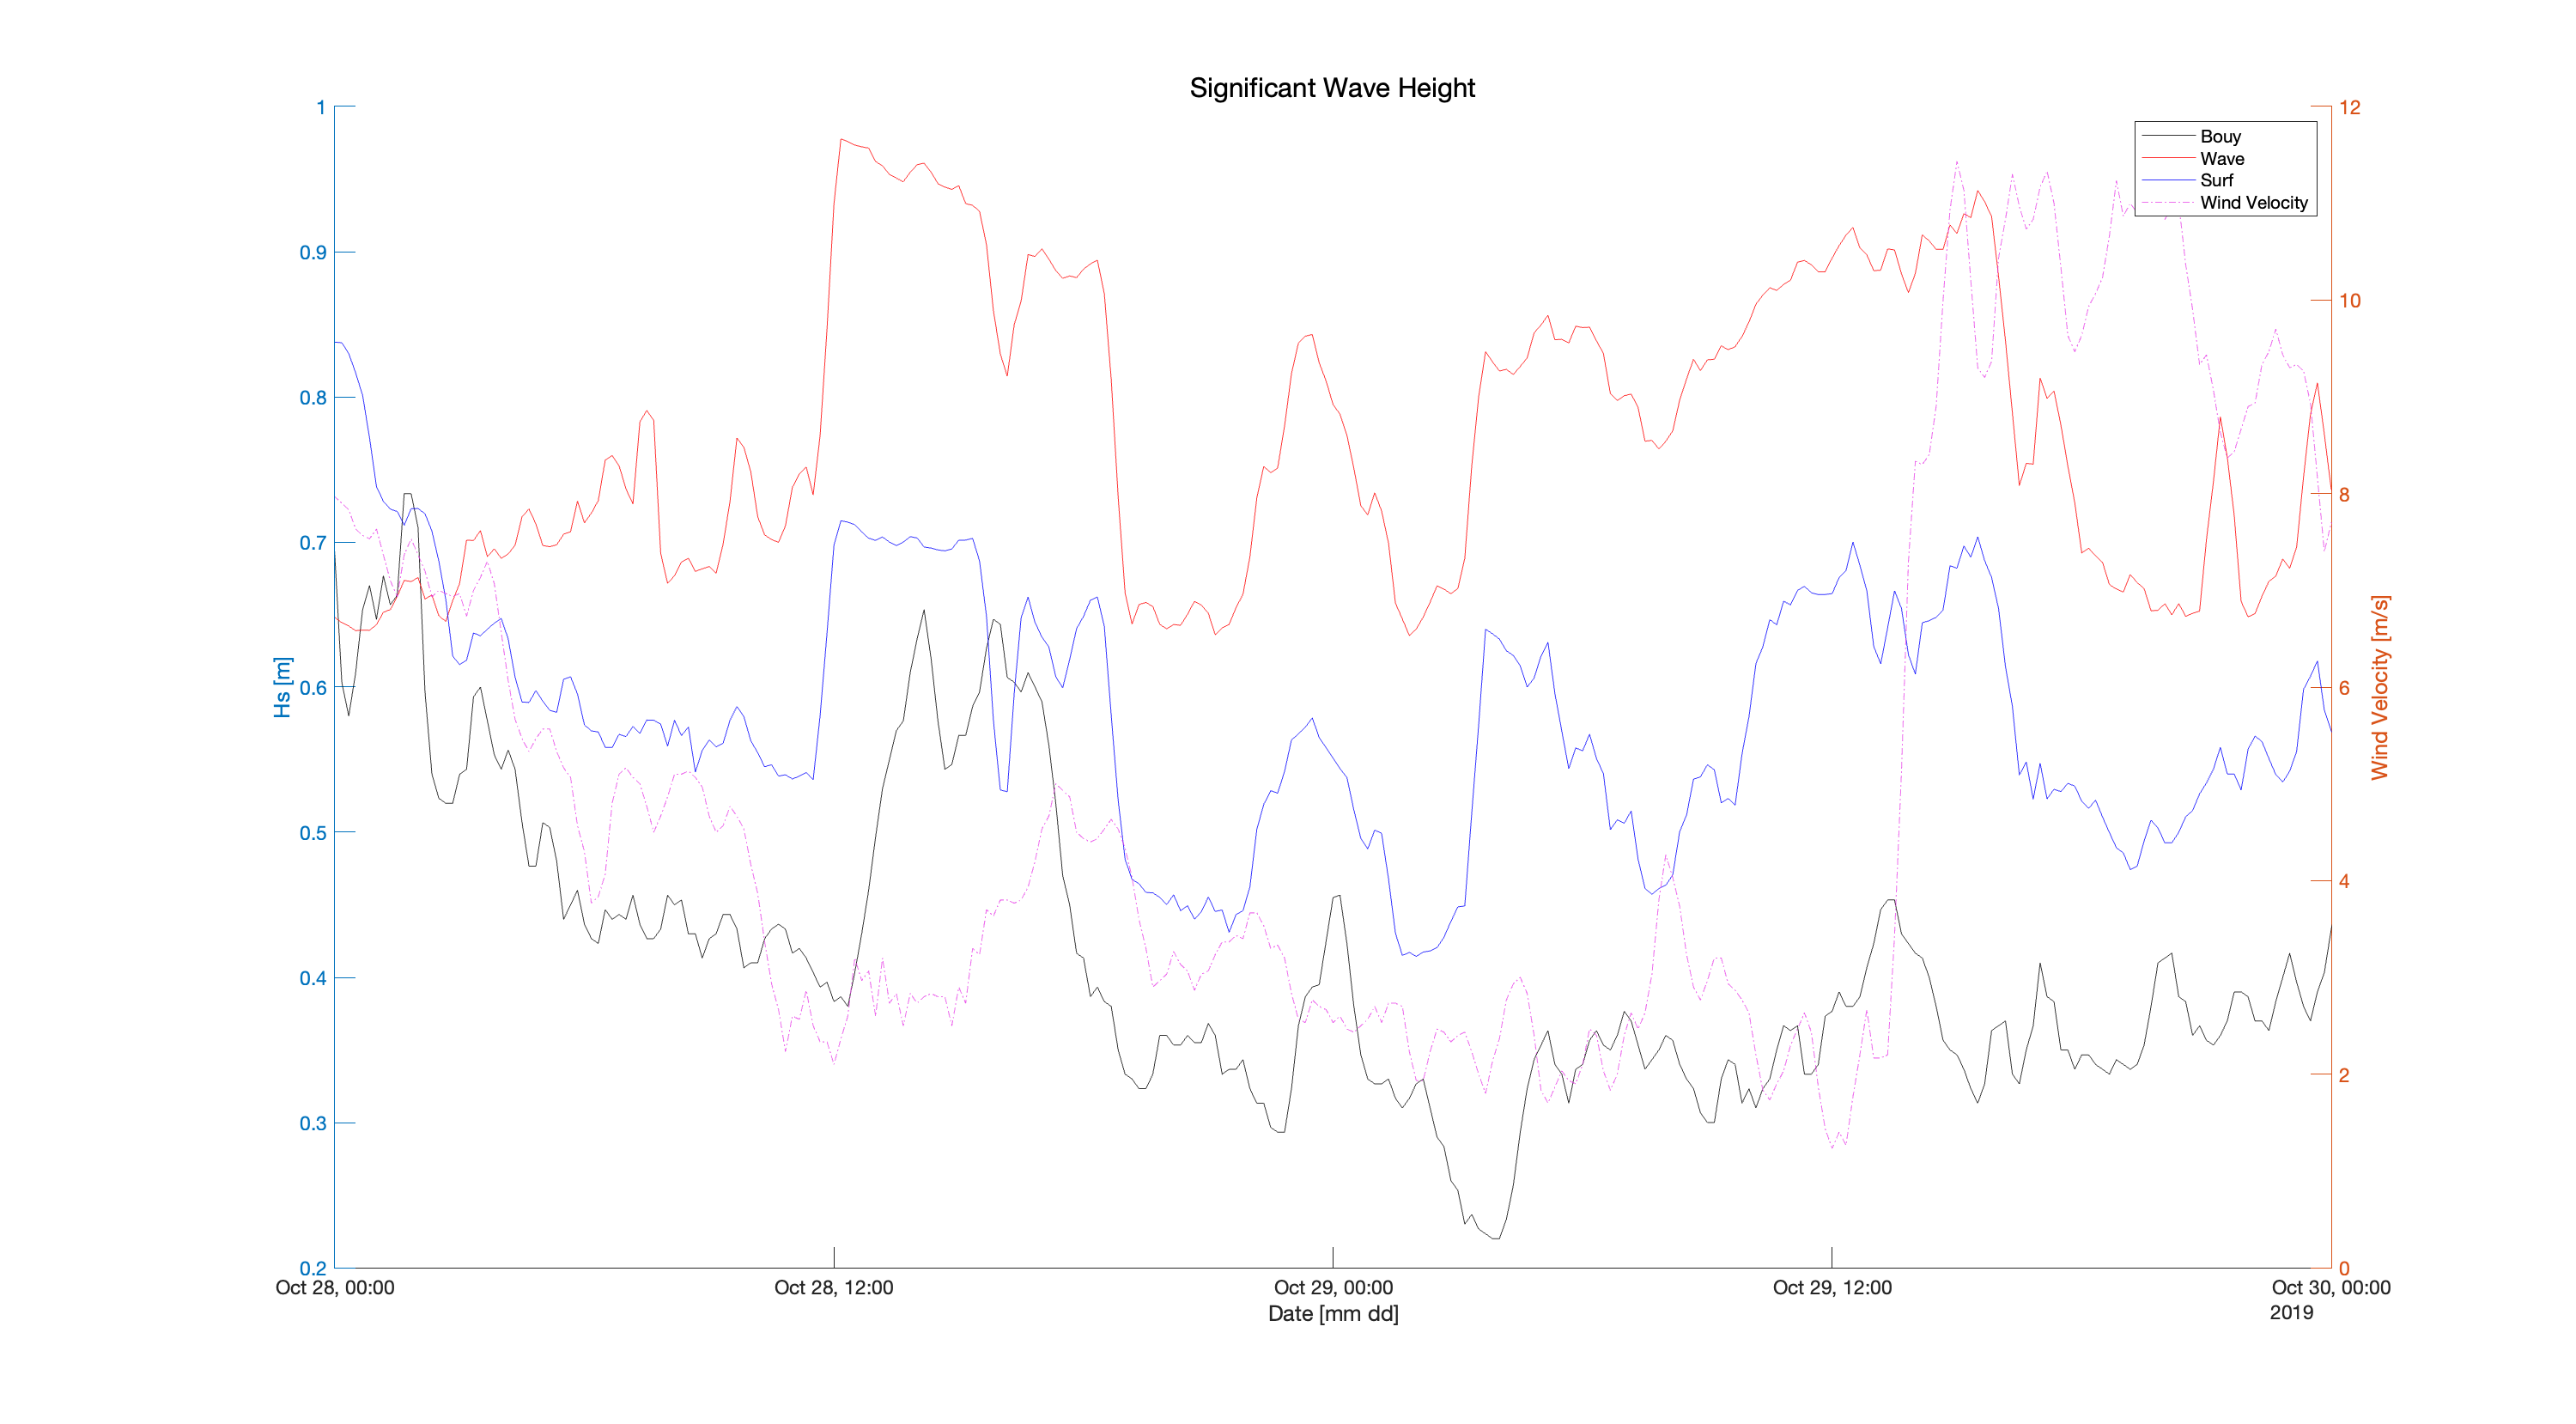 Significant Wave Height
1
0.9
0.8
0.7
0.6
0.5
0.4
0.3
0.2
Hs [m]
12
10
8
6
4
2
0
Wind Velocity [m/s]
Bouy
Wave
Surf
Wind Velocity
Oct 28, 00:00
Oct 28, 12:00
Oct 29, 00:00
Oct 29, 12:00
Oct 30, 00:00
2019
Date [mm dd]